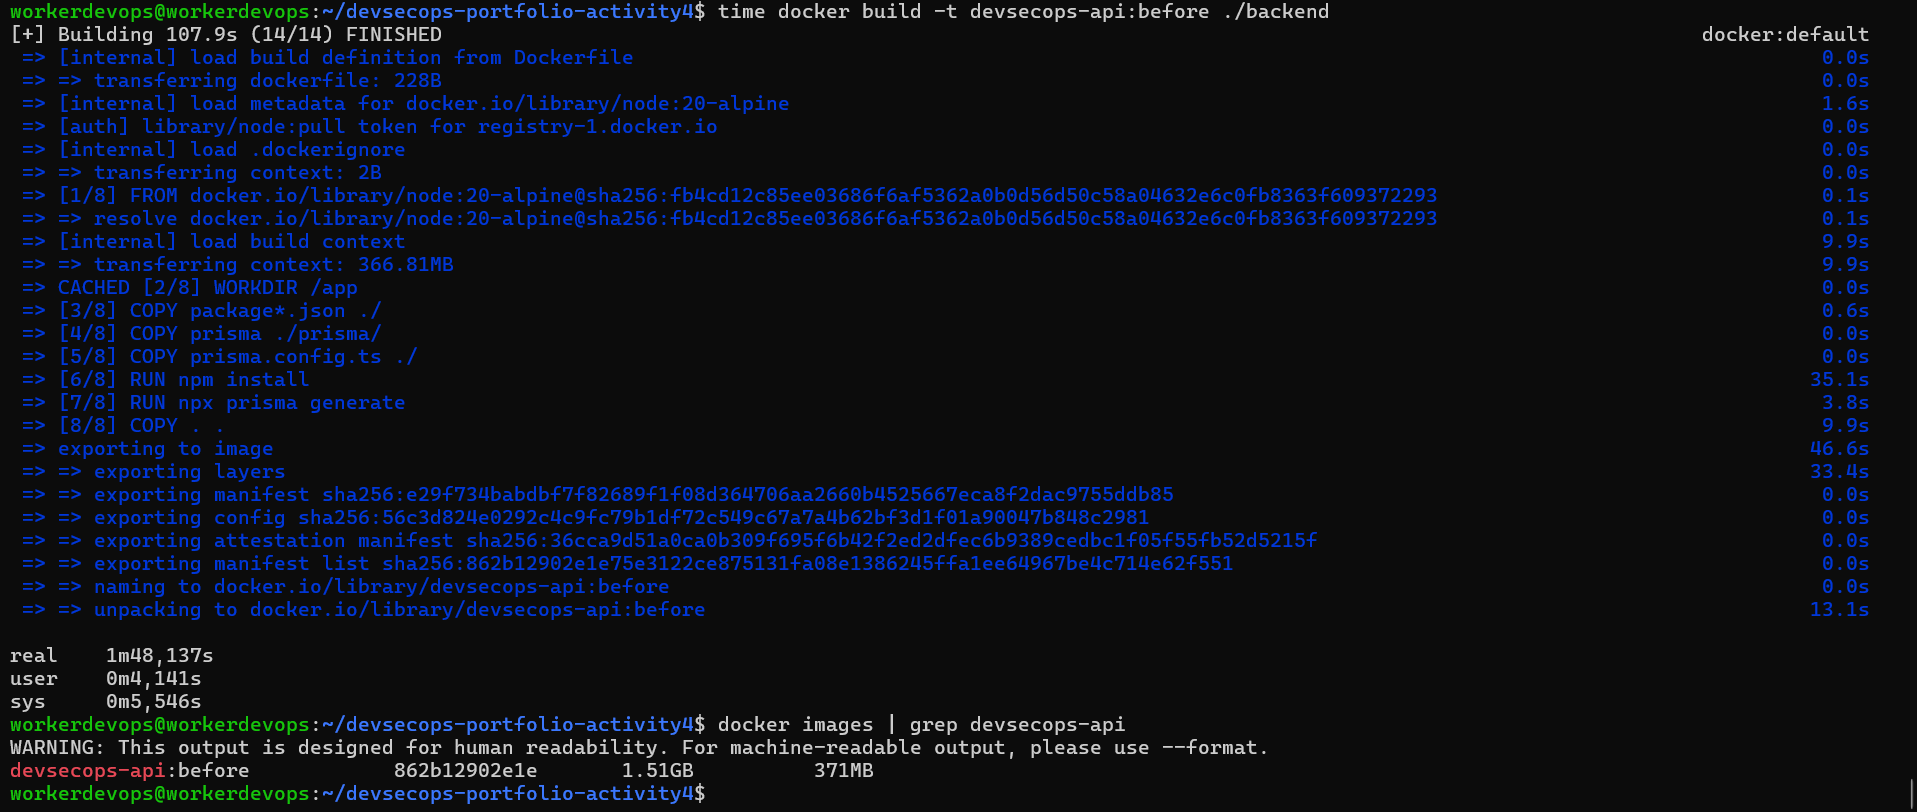 workerdevops@workerdevops:~/devsecops-portfolio-activity4$ time docker build -t devsecops-api:before ./backend
[+] Building 107.9s (14/14) FINISHED docker:default
=> [internal] load build definition from Dockerfile 0.0s
=> => transferring dockerfile: 228B 0.0s
=> [internal] load metadata for docker.io/library/node:20-alpine 1.6s
=> [auth] library/node:pull token for registry-1.docker.io 0.0s
=> [internal] load .dockerignore 0.0s
=> => transferring context: 2B 0.0s
=> [1/8] FROM docker.io/library/node:20-alpine@sha256:fb4cd12c85ee03686f6af5362a0b0d56d50c58a04632e6c0fb8363f609372293 0.1s
=> => resolve docker.io/library/node:20-alpine@sha256:fb4cd12c85ee03686f6af5362a0b0d56d50c58a04632e6c0fb8363f609372293 0.1s
=> [internal] load build context 9.9s
=> => transferring context: 366.81MB 9.9s
=> CACHED [2/8] WORKDIR /app 0.0s
=> [3/8] COPY package*.json ./ 0.6s
=> [4/8] COPY prisma ./prisma/ 0.0s
=> [5/8] COPY prisma.config.ts ./ 0.0s
=> [6/8] RUN npm install 35.1s
=> [7/8] RUN npx prisma generate 3.8s
=> [8/8] COPY . . 9.9s
=> exporting to image 46.6s
=> => exporting layers 33.4s
=> => exporting manifest sha256:e29f734babdbf7f82689f1f08d364706aa2660b4525667eca8f2dac9755ddb85 0.0s
=> => exporting config sha256:56c3d824e0292c4c9fc79b1df72c549c67a7a4b62bf3d1f01a90047b848c2981 0.0s
=> => exporting attestation manifest sha256:36cca9d51a0ca0b309f695f6b42f2ed2dfec6b9389cedbc1f05f55fb52d5215f 0.0s
=> => exporting manifest list sha256:862b12902e1e75e3122ce875131fa08e1386245ffa1ee64967be4c714e62f551 0.0s
=> => naming to docker.io/library/devsecops-api:before 0.0s
=> => unpacking to docker.io/library/devsecops-api:before 13.1s
real 1m48,137s
user 0m4,141s
sys 0m5,546s
workerdevops@workerdevops:~/devsecops-portfolio-activity4$ docker images | grep devsecops-api
WARNING: This output is designed for human readability. For machine-readable output, please use --format.
devsecops-api:before 862b12902e1e 1.51GB 371MB
workerdevops@workerdevops:~/devsecops-portfolio-activity4$